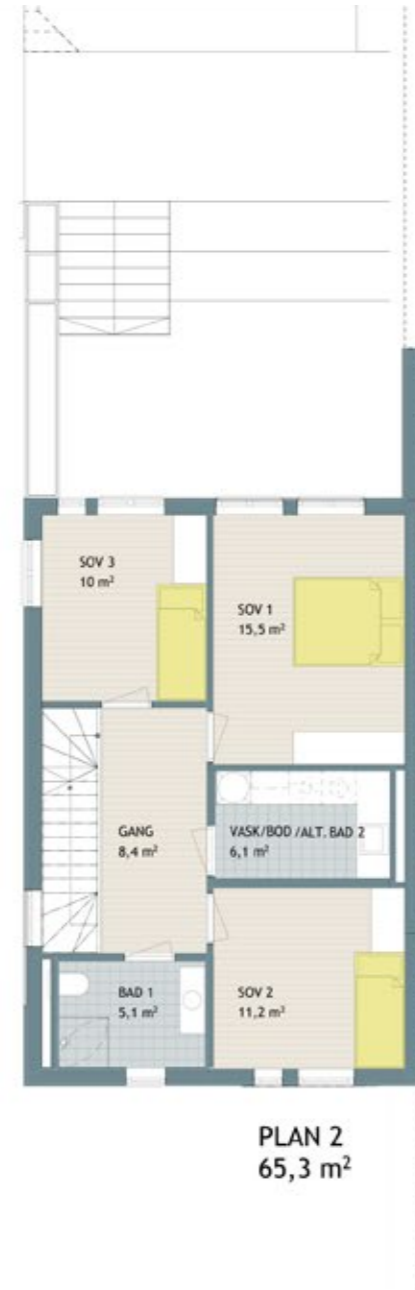 SOV 3
10 m²
SOV 1
15,5 m²
GANG
8,4 m²
VASK/BOD /ALT. BAD 2
6,1 m²
BAD 1
5,1 m²
SOV 2
11,2 m²
PLAN 2
65,3 m²